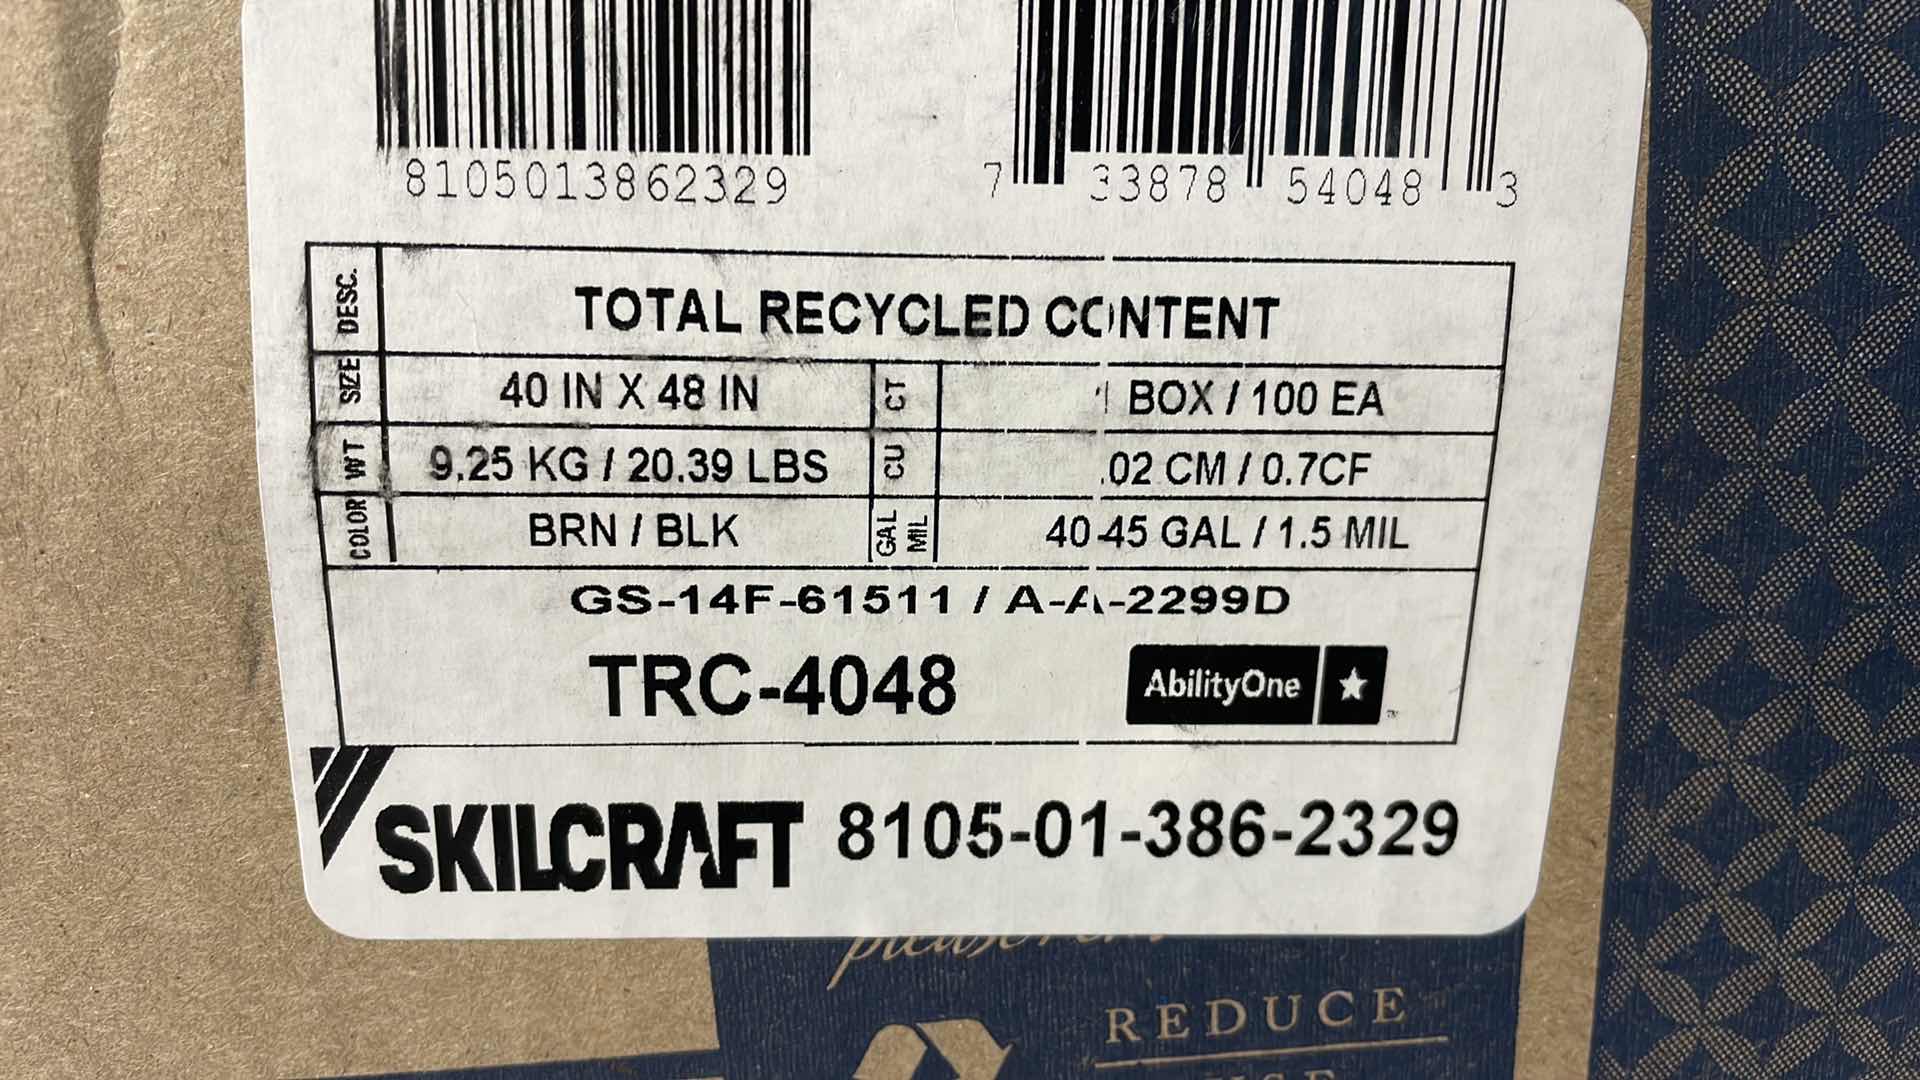 8105013862329
7 33878 54048 3
DESC. TOTAL RECYCLED CONTENT
SIZE 40 IN X 48 IN CT 1 BOX / 100 EA
WT 9.25 KG / 20.39 LBS CU .02 CM / 0.7CF
COLOR BRN / BLK GAL MIL 40-45 GAL / 1.5 MIL
GS-14F-61511 / A-A-2299D
TRC-4048 AbilityOne
SKILCRAFT 8105-01-386-2329
please
REDUCE